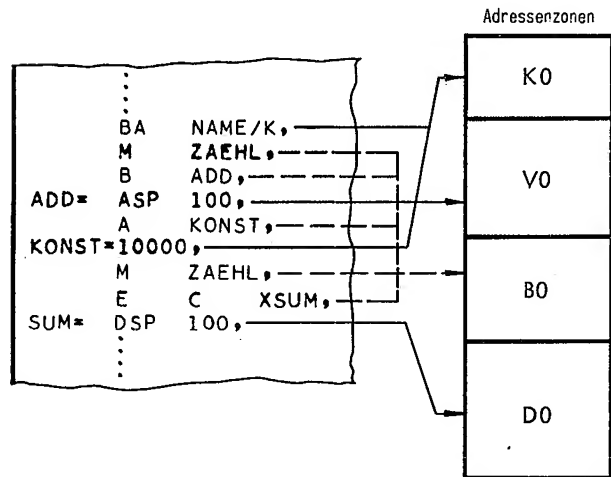 Adressenzonen
BA NAME/K,
M ZAEHL,
B ADD,
ADD= ASP 100,
A KONST,
KONST=10000,
M ZAEHL,
E C XSUM,
SUM= DSP 100,
K0
V0
B0
D0